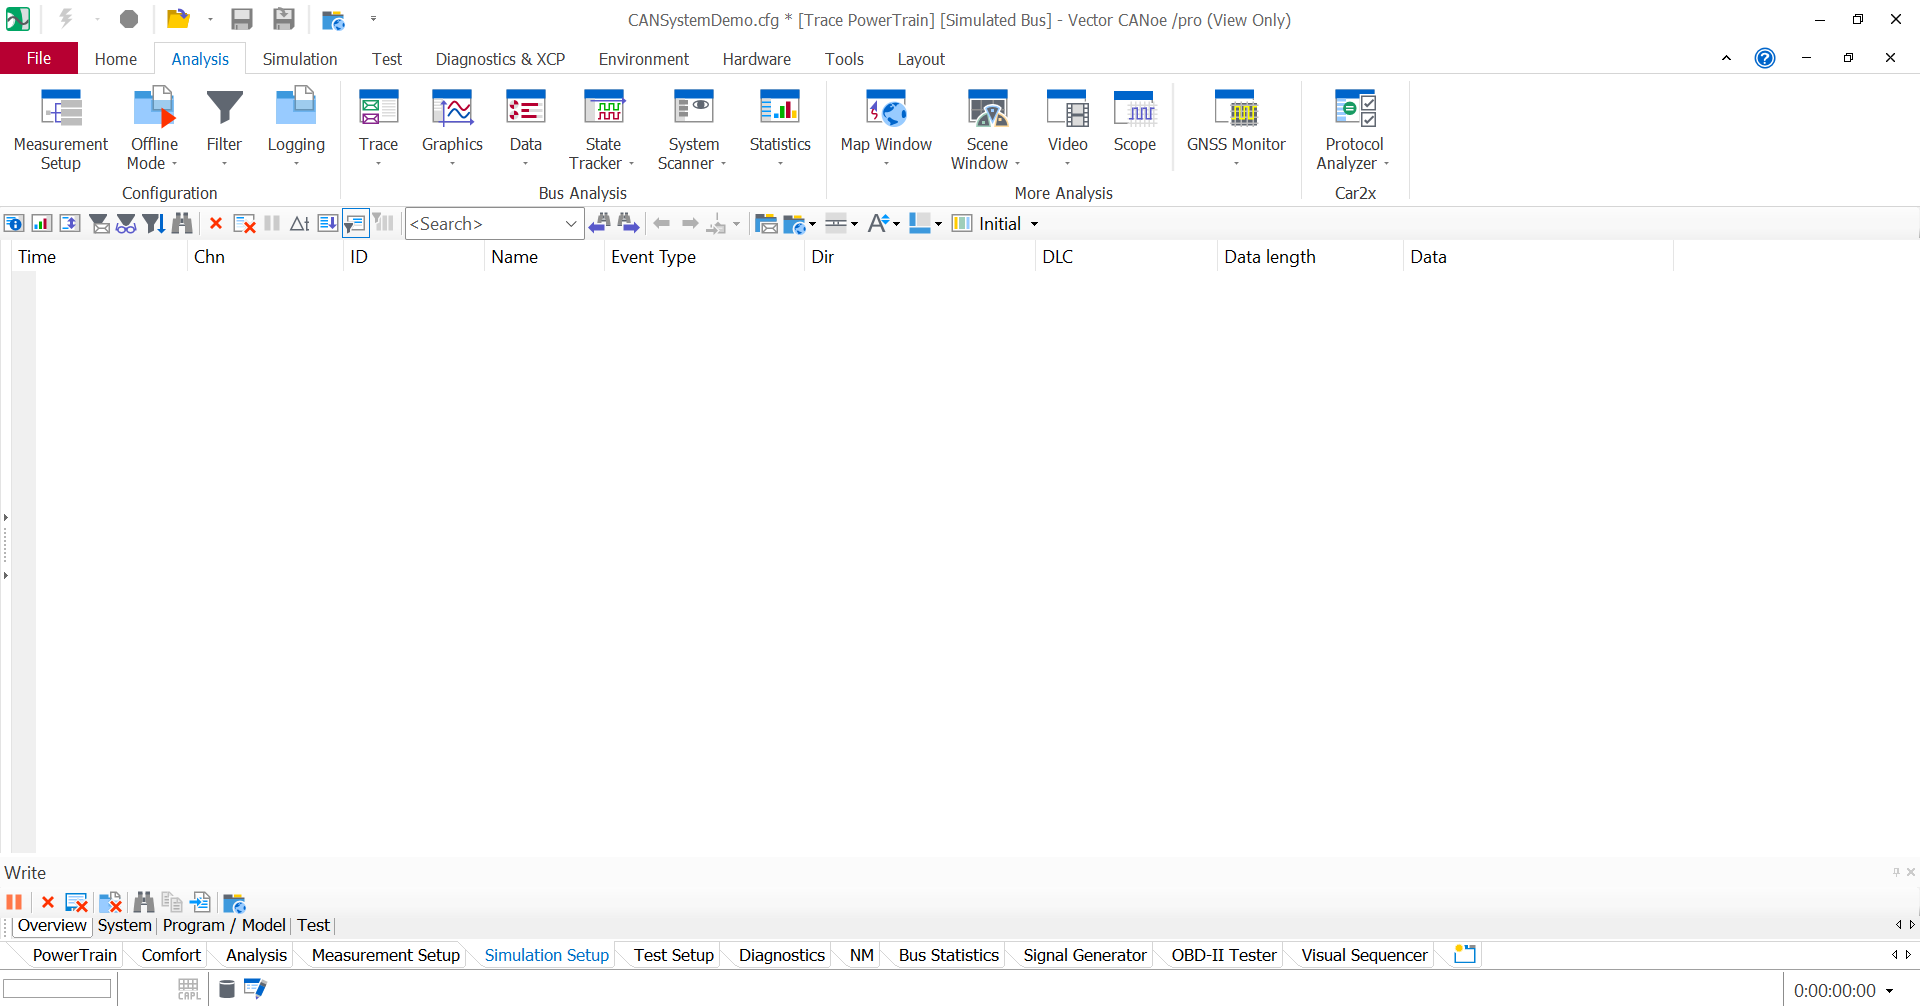 CANSystemDemo.cfg * [Trace PowerTrain] [Simulated Bus] - Vector CANoe /pro (View Only)
File Home Analysis Simulation Test Diagnostics & XCP Environment Hardware Tools Layout
Measurement Setup Offline Mode Filter Logging Trace Graphics Data State Tracker System Scanner Statistics Map Window Scene Window Video Scope GNSS Monitor Protocol Analyzer
Configuration Bus Analysis More Analysis Car2x
<Search> Initial
Time Chn ID Name Event Type Dir DLC Data length Data
Write
Overview System Program / Model Test
PowerTrain Comfort Analysis Measurement Setup Simulation Setup Test Setup Diagnostics NM Bus Statistics Signal Generator OBD-II Tester Visual Sequencer
CAPL 0:00:00:00